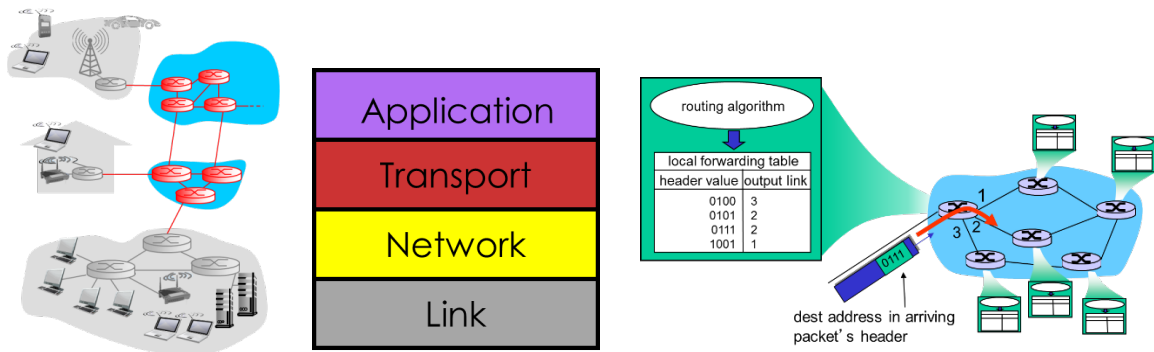 Application
Transport
Network
Link
routing algorithm
local forwarding table
header value output link
0100 3
0101 2
0111 2
1001 1
1
2
3
0111
dest address in arriving
packet’s header